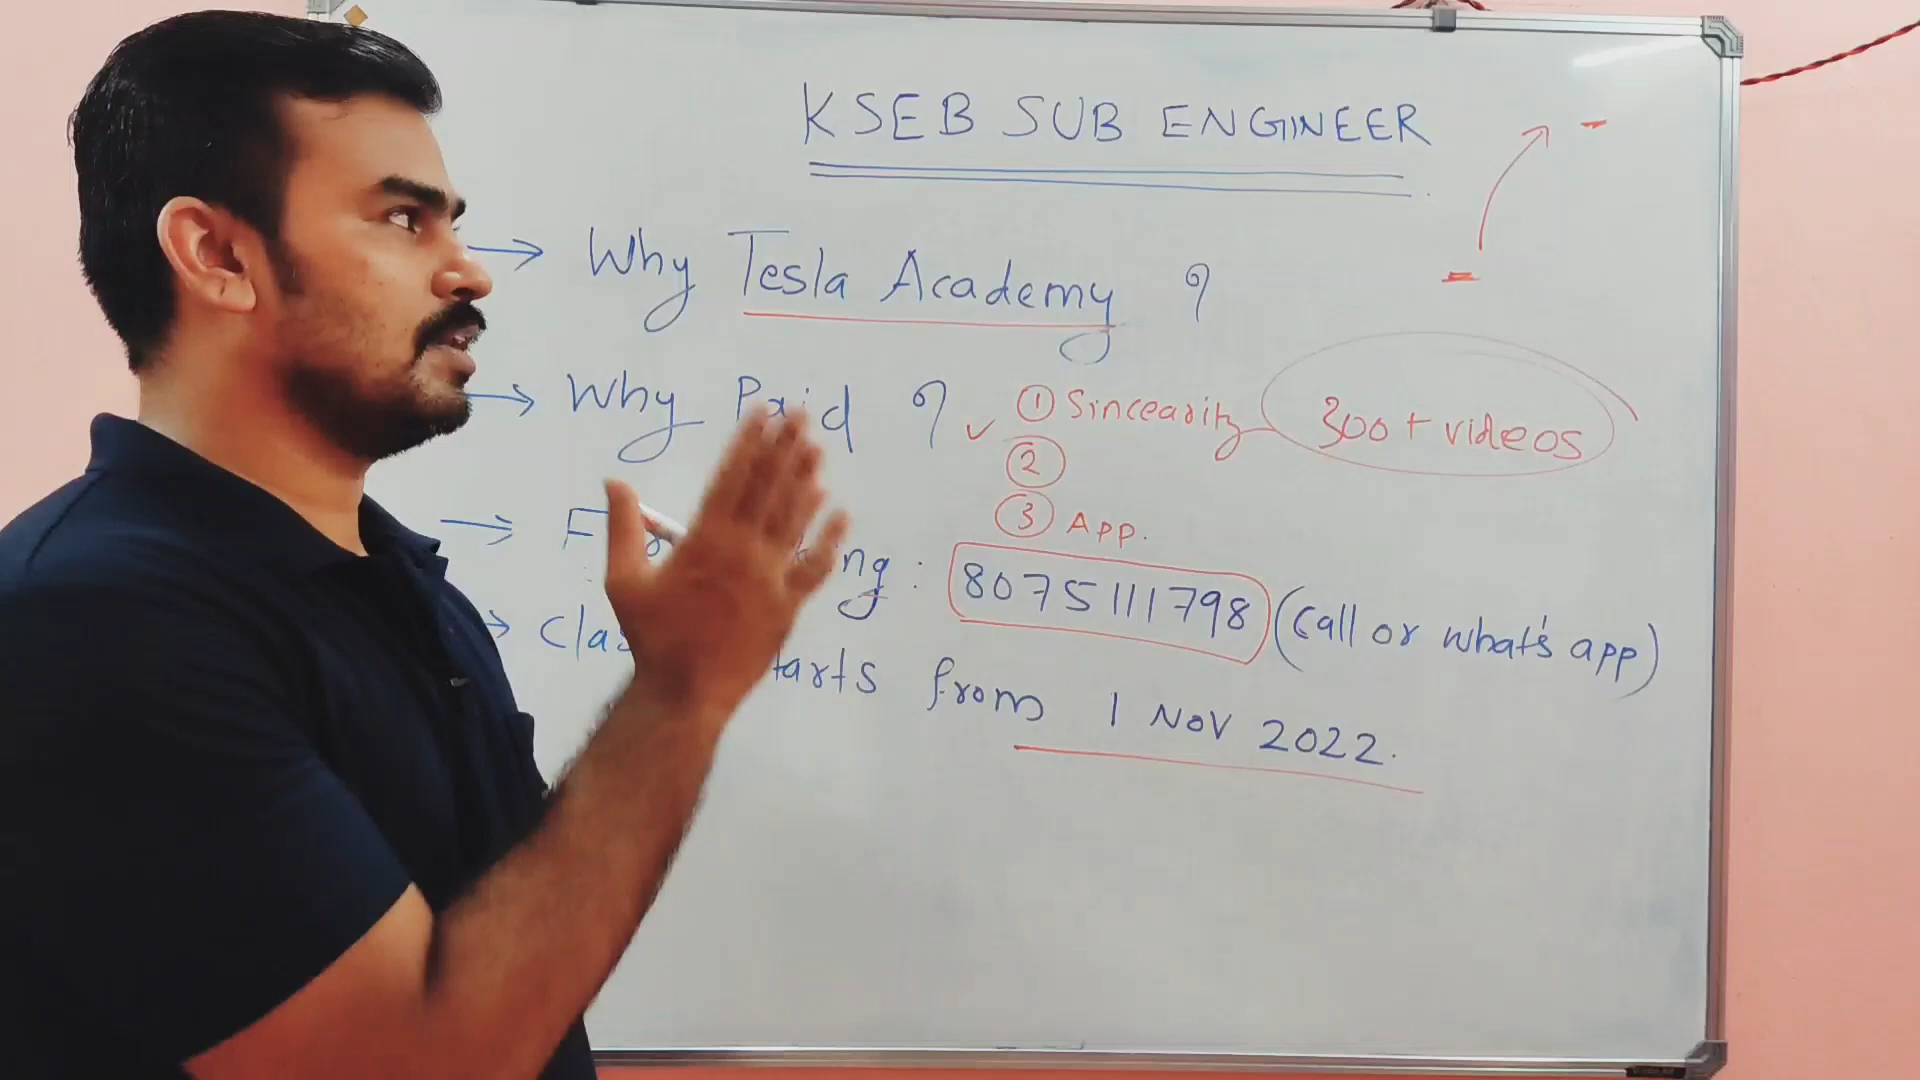 KSEB SUB ENGINEER
→ Why Tesla Academy ?
→ Why Paid ? ✓ ① Sincearity 300+ videos
②
③ APP.
→ : 8075111798 (Call or what's app)
→ from 1 NOV 2022.